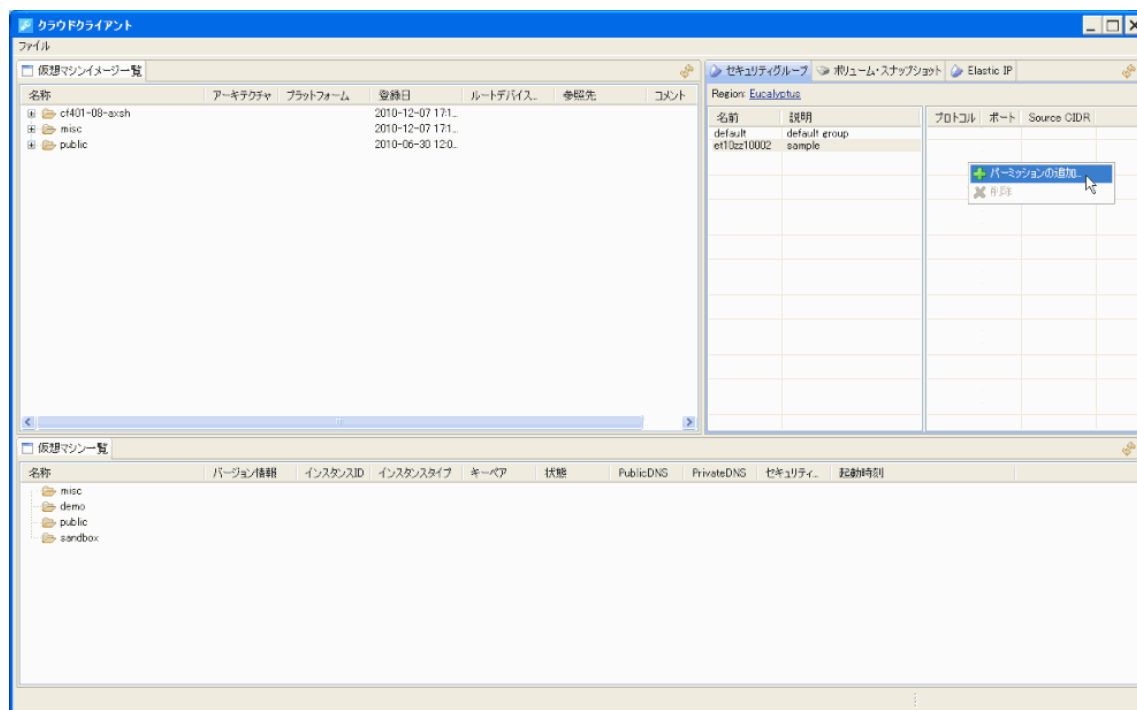 クラウドクライアント
ファイル
仮想マシンイメージ一覧
名称 アーキテクチャ プラットフォーム 登録日 ルートデバイス... 参照先 コメント
cf401-08-axsh 2010-12-07 17:1...
misc 2010-12-07 17:1...
public 2010-06-30 12:0...
セキュリティグループ ボリューム・スナップショット Elastic IP
Region: Eucalyptus
名前 説明 プロトコル ポート Source CIDR
default default group
et10zz10002 sample
パーミッションの追加...
削除
仮想マシン一覧
名称 バージョン情報 インスタンスID インスタンスタイプ キーペア 状態 PublicDNS PrivateDNS セキュリティ... 起動時刻
misc
demo
public
sandbox